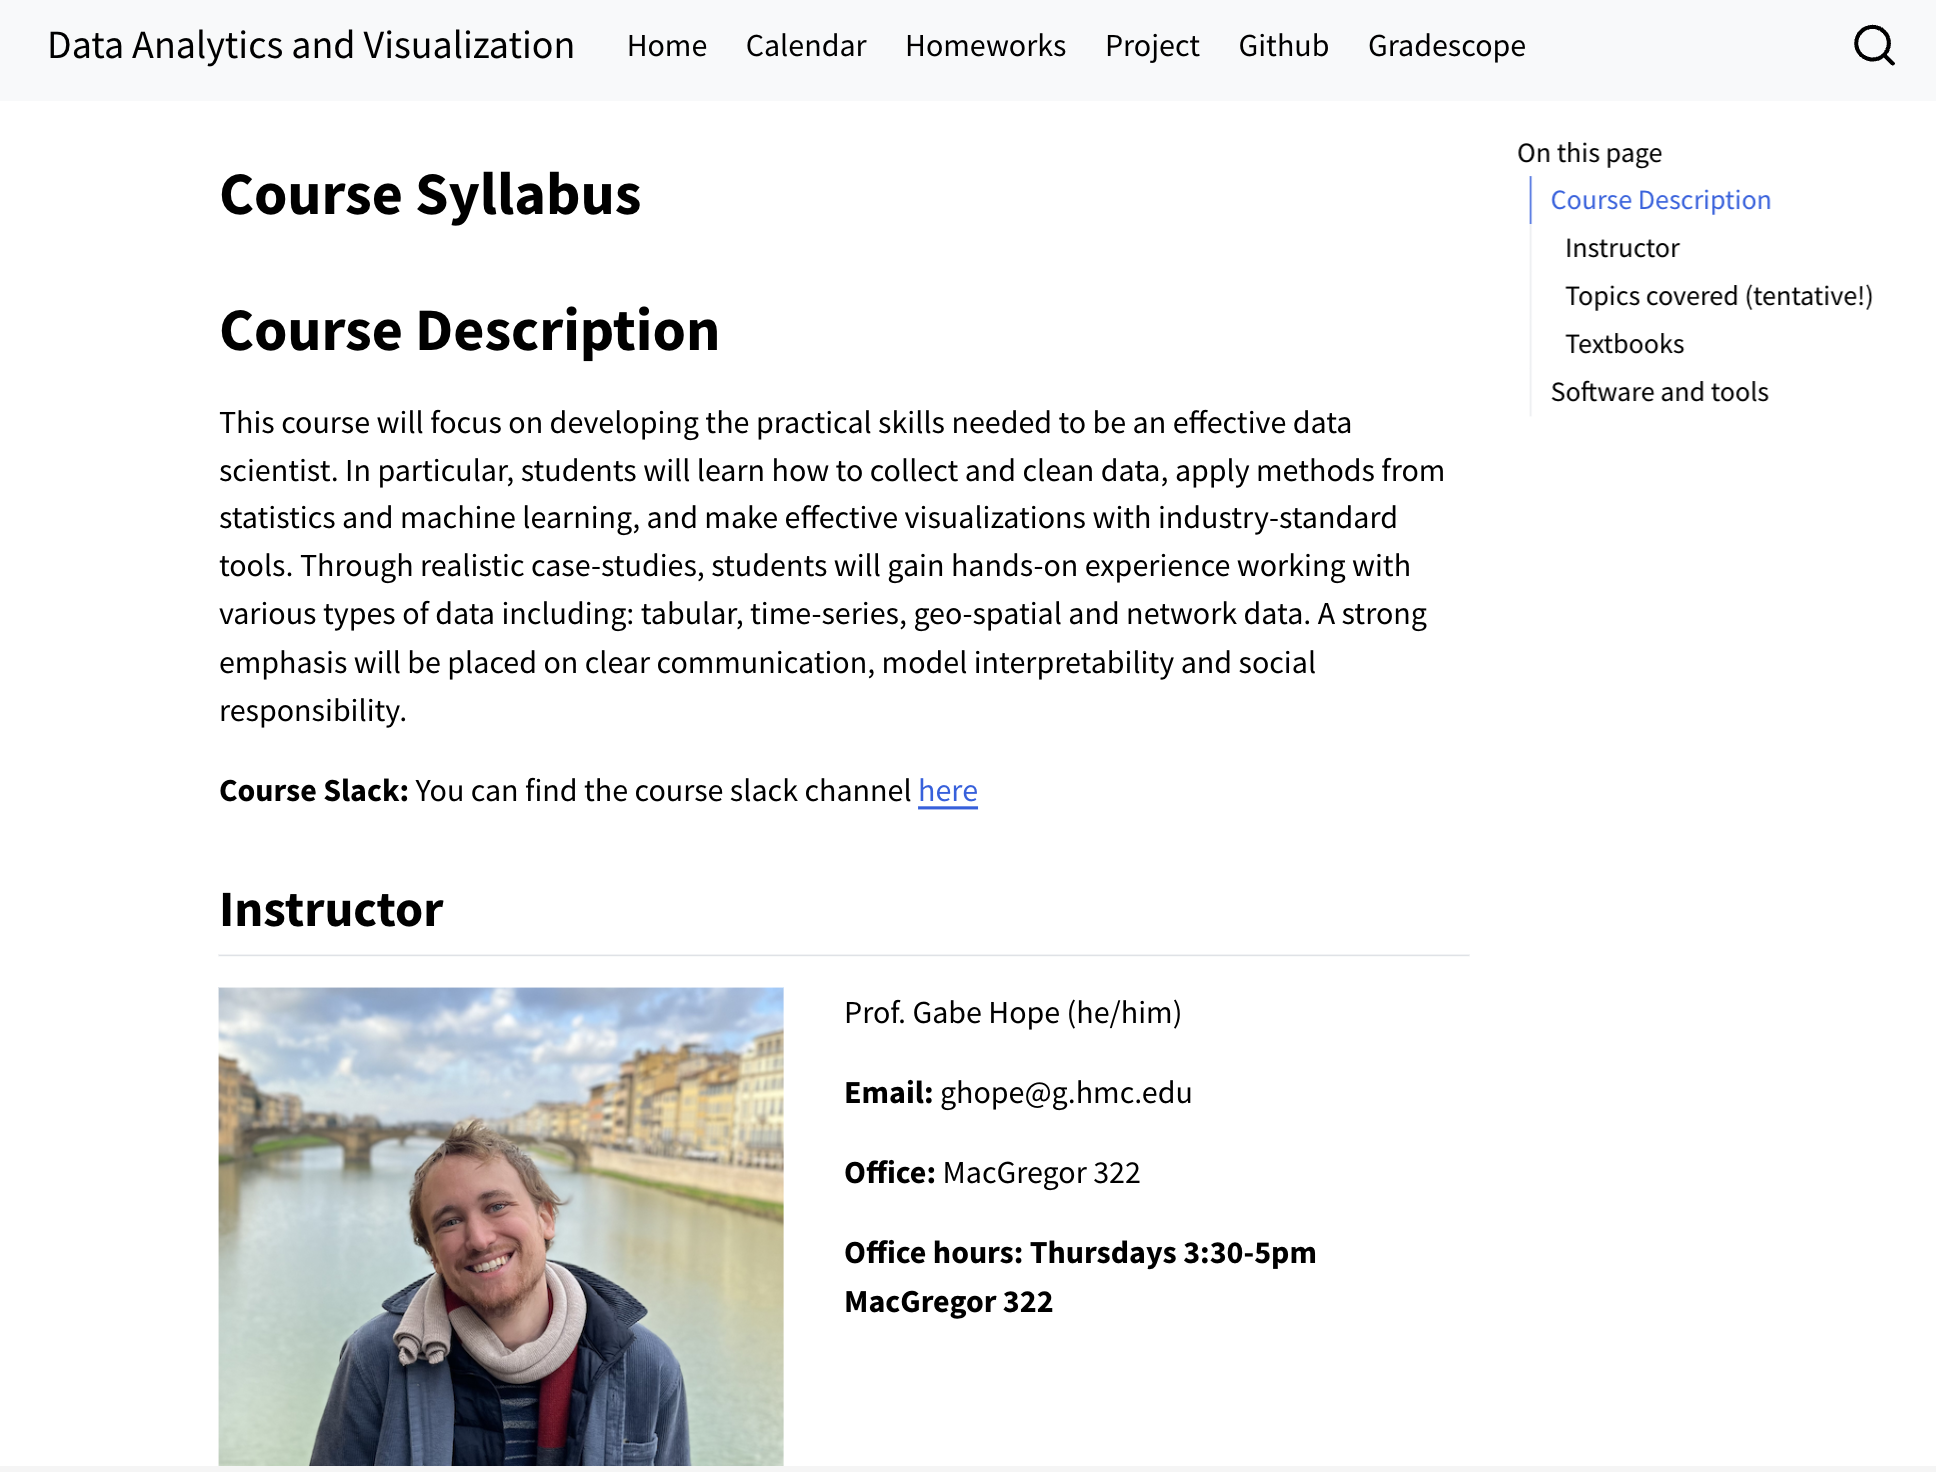 Data Analytics and Visualization Home Calendar Homeworks Project Github Gradescope
On this page
Course Description
Instructor
Topics covered (tentative!)
Textbooks
Software and tools
Course Syllabus
Course Description
This course will focus on developing the practical skills needed to be an effective data
scientist. In particular, students will learn how to collect and clean data, apply methods from
statistics and machine learning, and make effective visualizations with industry-standard
tools. Through realistic case-studies, students will gain hands-on experience working with
various types of data including: tabular, time-series, geo-spatial and network data. A strong
emphasis will be placed on clear communication, model interpretability and social
responsibility.
Course Slack: You can find the course slack channel here
Instructor
Prof. Gabe Hope (he/him)
Email: ghope@g.hmc.edu
Office: MacGregor 322
Office hours: Thursdays 3:30-5pm
MacGregor 322